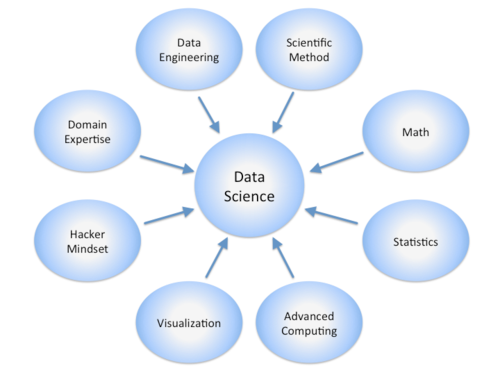 Data
Engineering
Scientific
Method
Domain
Expertise
Math
Data
Science
Hacker
Mindset
Statistics
Visualization
Advanced
Computing